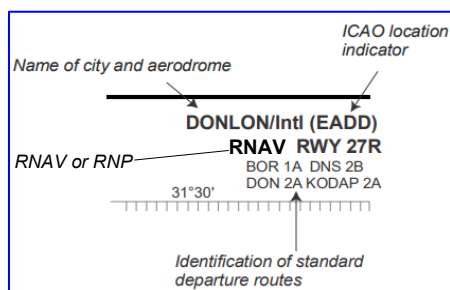 ICAO location
indicator
Name of city and aerodrome
DONLON/Intl (EADD)
RNAV or RNP
RNAV RWY 27R
BOR 1A DNS 2B
DON 2A KODAP 2A
31°30'
Identification of standard
departure routes